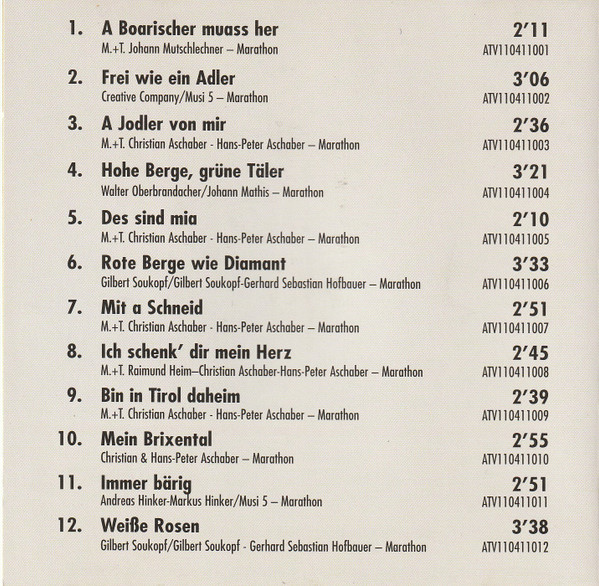 1. A Boarischer muass her 2'11
M.+T. Johann Mutschlechner – Marathon ATV110411001
2. Frei wie ein Adler 3'06
Creative Company/Musi 5 – Marathon ATV110411002
3. A Jodler von mir 2'36
M.+T. Christian Aschaber - Hans-Peter Aschaber – Marathon ATV110411003
4. Hohe Berge, grüne Täler 3'21
Walter Oberbrandacher/Johann Mathis – Marathon ATV110411004
5. Des sind mia 2'10
M.+T. Christian Aschaber - Hans-Peter Aschaber – Marathon ATV110411005
6. Rote Berge wie Diamant 3'33
Gilbert Soukopf/Gilbert Soukopf-Gerhard Sebastian Hofbauer – Marathon ATV110411006
7. Mit a Schneid 2'51
M.+T. Christian Aschaber - Hans-Peter Aschaber – Marathon ATV110411007
8. Ich schenk' dir mein Herz 2'45
M.+T. Raimund Heim–Christian Aschaber-Hans-Peter Aschaber – Marathon ATV110411008
9. Bin in Tirol daheim 2'39
M.+T. Christian Aschaber - Hans-Peter Aschaber – Marathon ATV110411009
10. Mein Brixental 2'55
Christian & Hans-Peter Aschaber – Marathon ATV110411010
11. Immer bärig 2'51
Andreas Hinker-Markus Hinker/Musi 5 – Marathon ATV110411011
12. Weiße Rosen 3'38
Gilbert Soukopf/Gilbert Soukopf - Gerhard Sebastian Hofbauer – Marathon ATV110411012